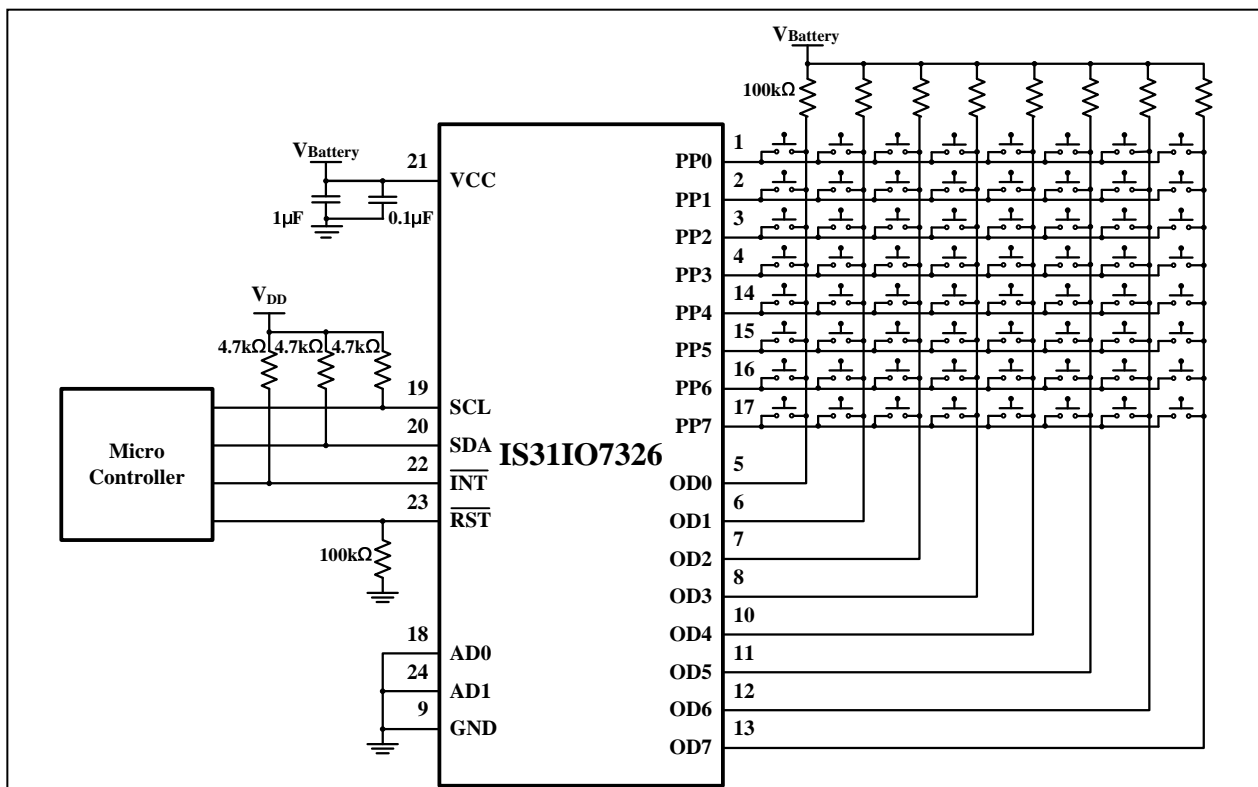 VBattery
100kΩ
VBattery
21
VCC
1µF
0.1µF
VDD
4.7kΩ 4.7kΩ 4.7kΩ
Micro
Controller
19
SCL
20
SDA
22
INT
23
RST
100kΩ
18
AD0
24
AD1
9
GND
IS31IO7326
1
PP0
2
PP1
3
PP2
4
PP3
14
PP4
15
PP5
16
PP6
17
PP7
5
OD0
6
OD1
7
OD2
8
OD3
10
OD4
11
OD5
12
OD6
13
OD7